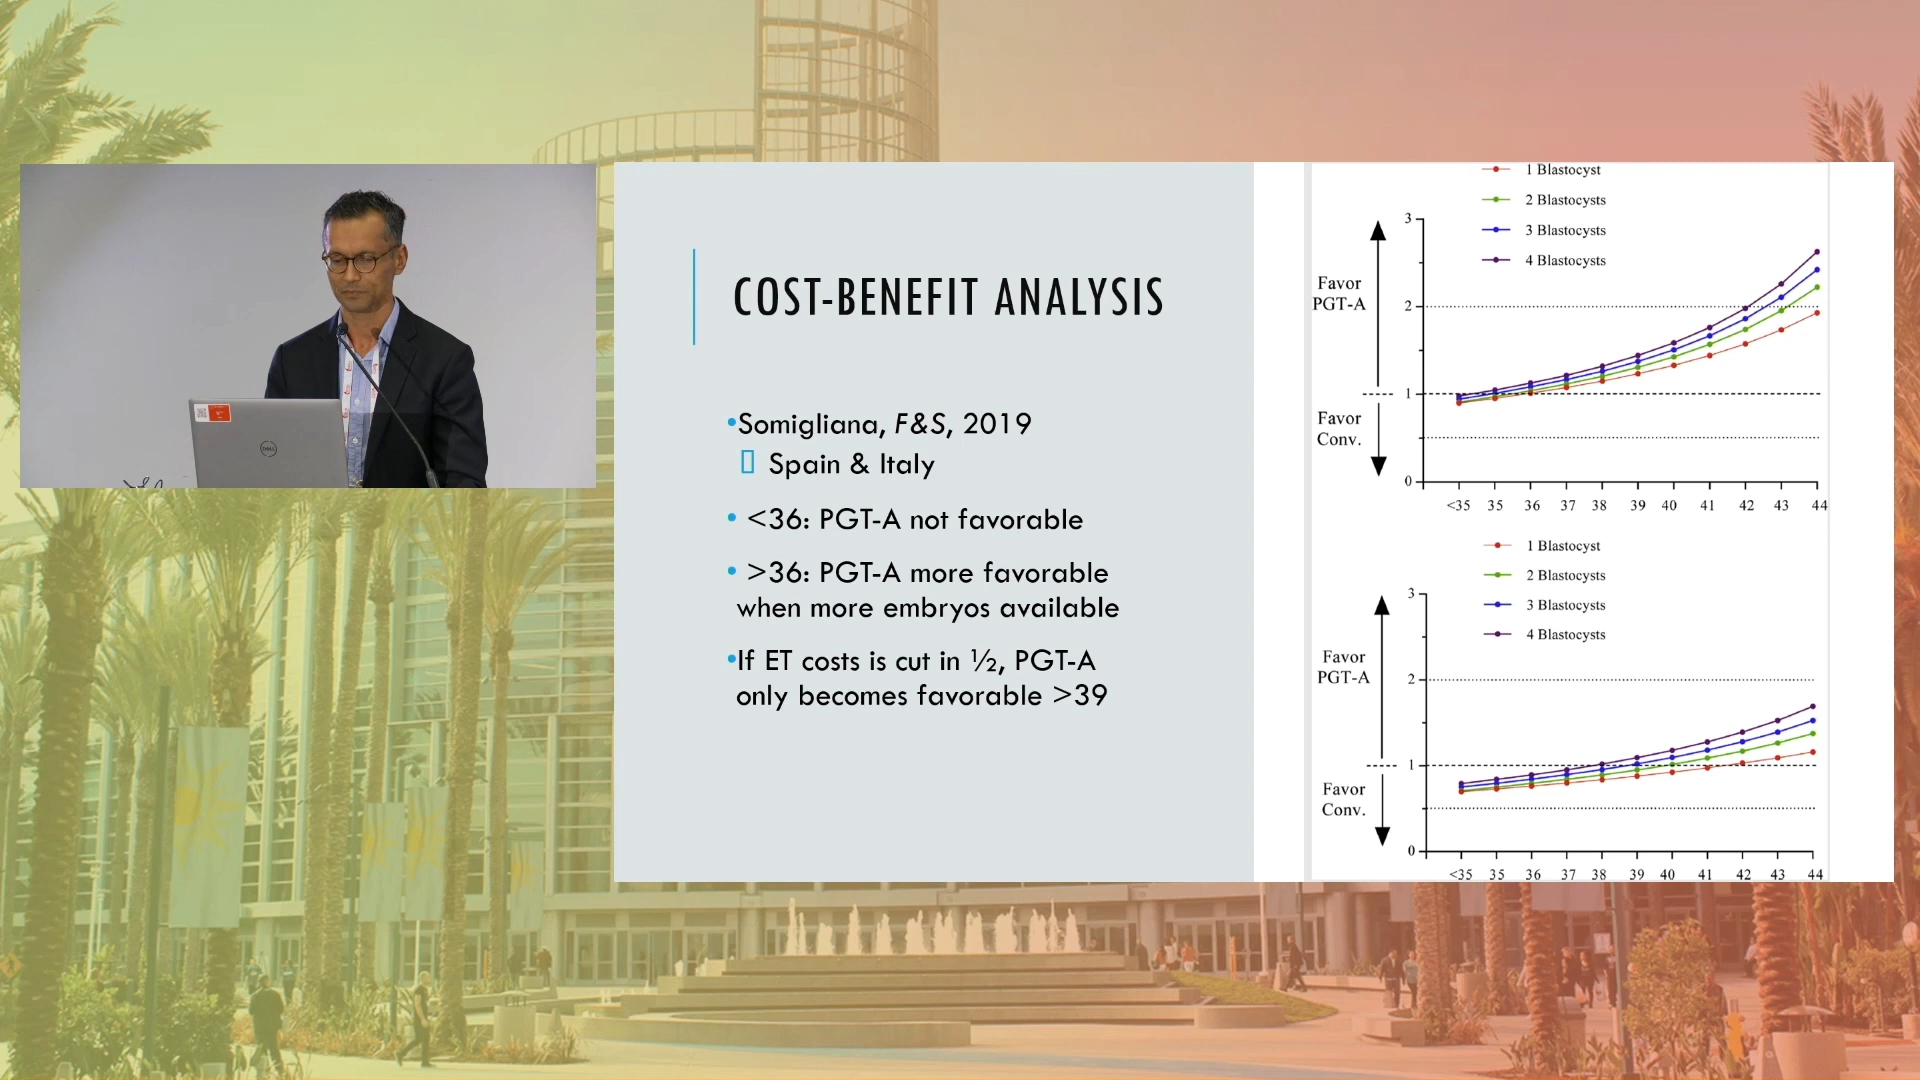 COST-BENEFIT ANALYSIS
•Somigliana, F&S, 2019
Spain & Italy
• <36: PGT-A not favorable
• >36: PGT-A more favorable
when more embryos available
•If ET costs is cut in ½, PGT-A
only becomes favorable >39
1 Blastocyst
2 Blastocysts
3 Blastocysts
4 Blastocysts
3
Favor
PGT-A
2
1
Favor
Conv.
0
<35 35 36 37 38 39 40 41 42 43 44
1 Blastocyst
2 Blastocysts
3 Blastocysts
4 Blastocysts
3
Favor
PGT-A
2
1
Favor
Conv.
0
<35 35 36 37 38 39 40 41 42 43 44
DELL